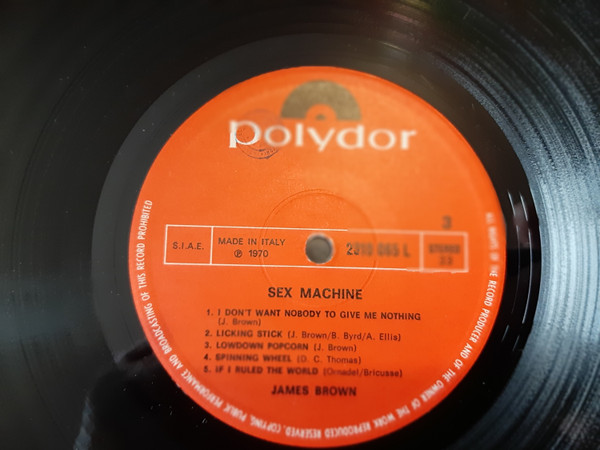 polydor
3
S.I.A.E.
MADE IN ITALY
℗ 1970
2310 065 L
STEREO
33
SEX MACHINE
1. I DON'T WANT NOBODY TO GIVE ME NOTHING
(J. Brown)
2. LICKING STICK (J. Brown/B. Byrd/A. Ellis)
3. LOWDOWN POPCORN (J. Brown)
4. SPINNING WHEEL (D. C. Thomas)
5. IF I RULED THE WORLD (Ornadel/Bricusse)
JAMES BROWN
ALL RIGHTS OF THE RECORD PRODUCER AND OF THE OWNER OF THE WORK REPRODUCED RESERVED. COPYING, PUBLIC PERFORMANCE AND BROADCASTING OF THIS RECORD PROHIBITED